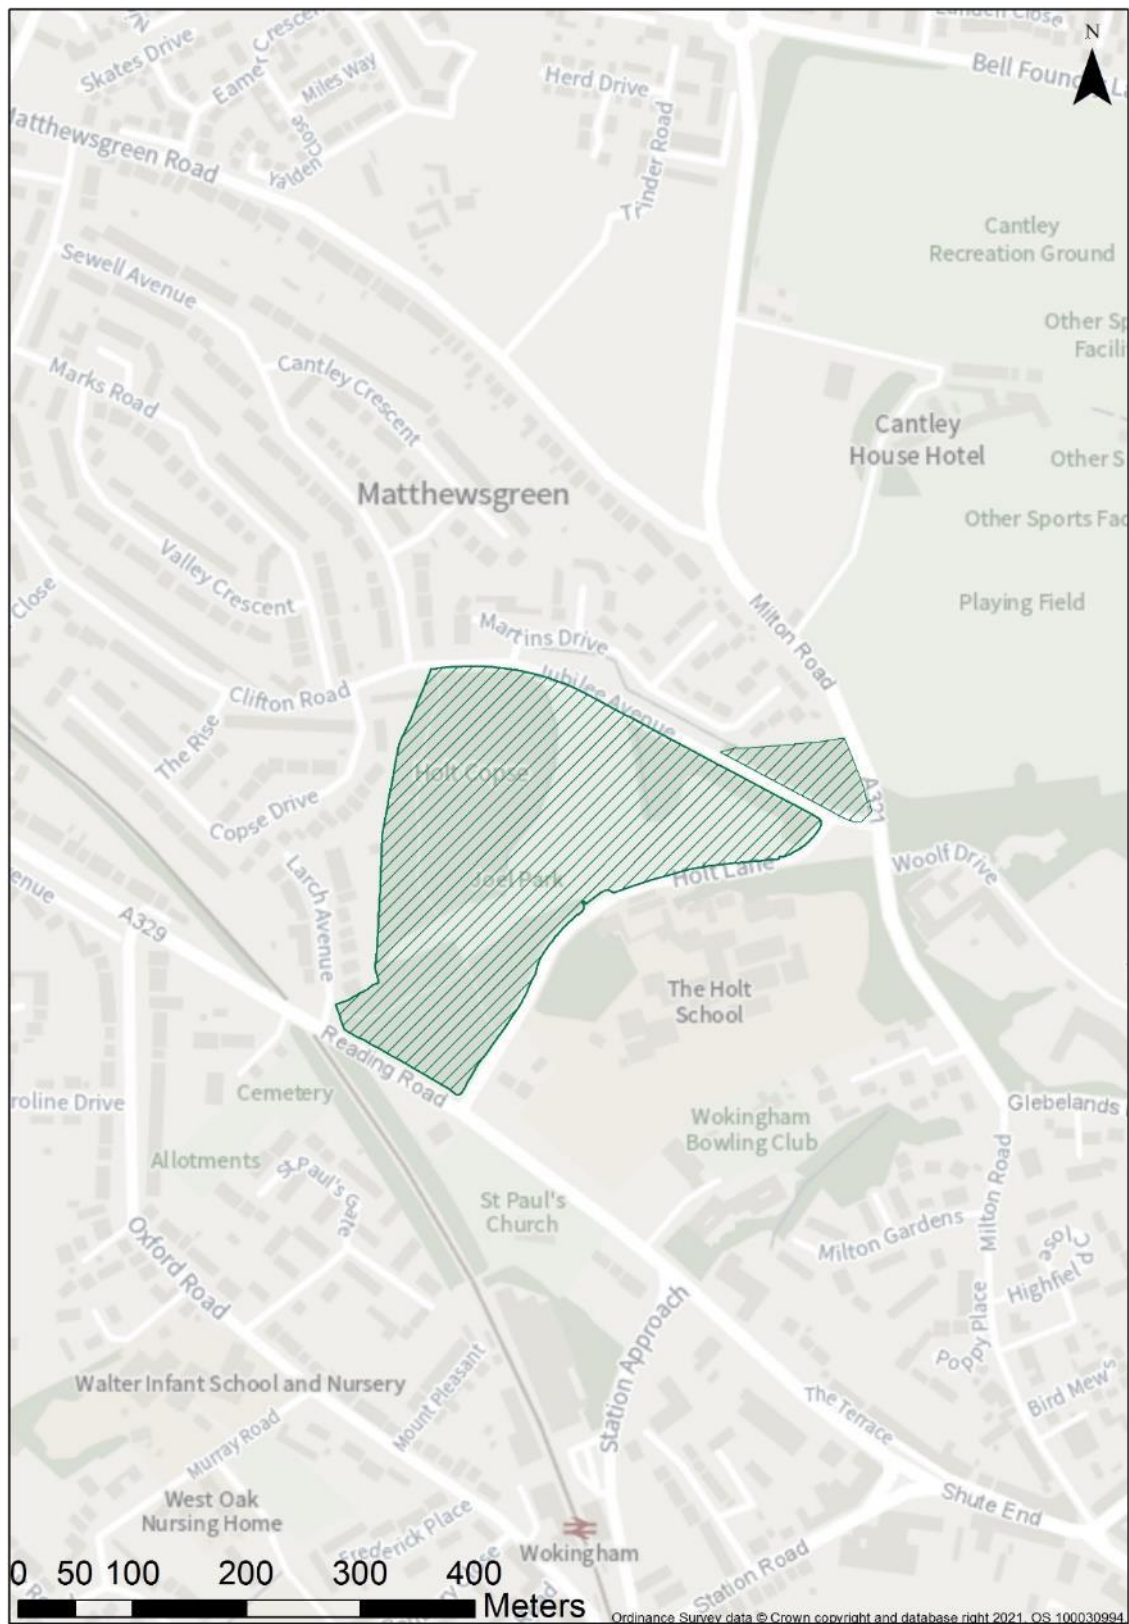 Skates Drive
Eamer Crescent
Miles Way
Close
Yalden
Matthewsgreen Road
Herd Drive
Trinder Road
Close
N
Bell Foun
Cantley
Recreation Ground
Other Sp
Facili
Sewell Avenue
Marks Road
Cantley Crescent
Cantley
House Hotel
Other S
Matthewsgreen
Other Sports Fac
Valley Crescent
Close
Playing Field
Martins Drive
Milton Road
Jubilee Avenue
Clifton Road
The Rise
Holt Copse
A321
Copse Drive
Joel Park
Holt Lane
Woolf Drive
Larch Avenue
enue
A329
The Holt
School
Reading Road
Cemetery
roline Drive
Glebelands
Wokingham
Bowling Club
Allotments
St Paul's Gate
St Paul's
Church
Milton Road
Milton Gardens
Highfield Close
Oxford Road
Station Approach
Poppy Place
Walter Infant School and Nursery
Mount Pleasant
The Terrace
Bird Mew's
Murray Road
West Oak
Nursing Home
Shute End
Frederick Place
Wokingham
Station Road
0 50 100 200 300 400
Meters
Ordinance Survey data © Crown copyright and database right 2021. OS 100030994.